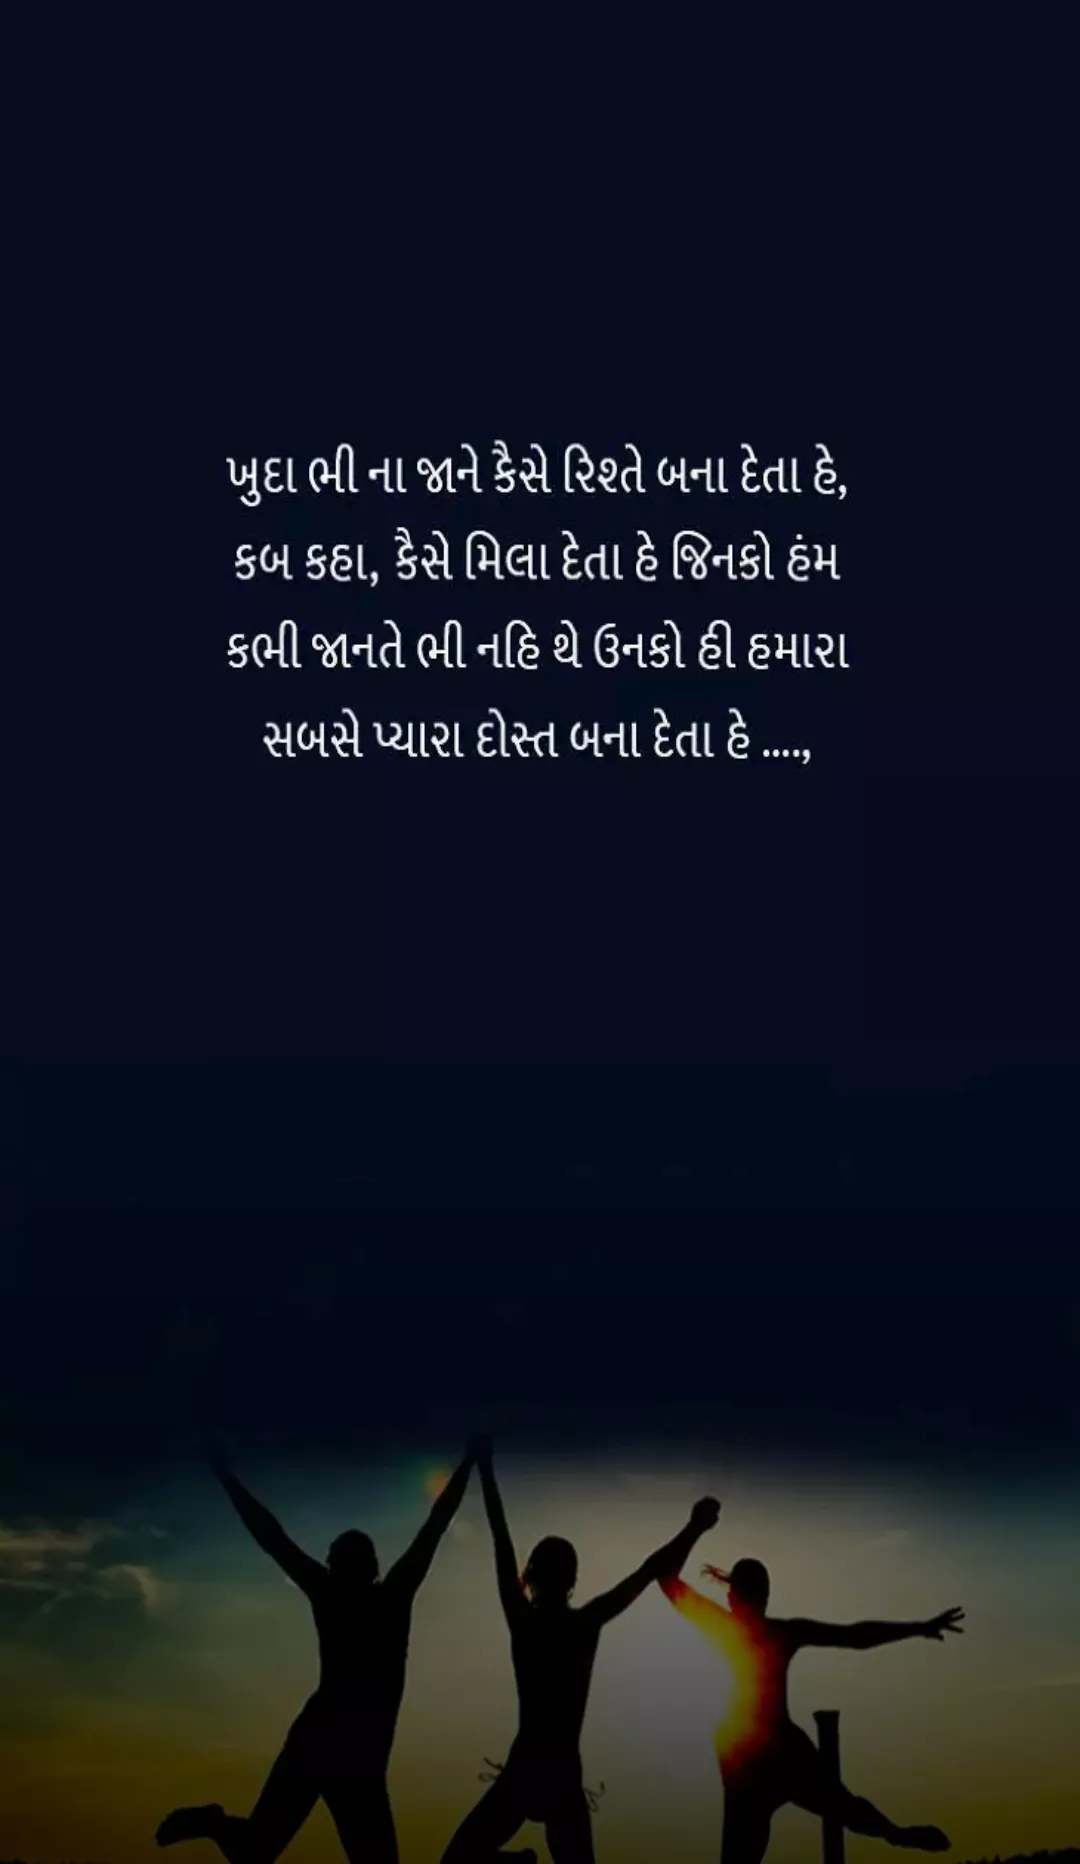 ખુદા ભી ના જાને કૈસે રિશ્તે બના દેતા હે,
કબ કહા, કૈસે મિલા દેતા હે જિનકો હંમ
કભી જાનતે ભી નહિ થે ઉનકો હી હમારા
સબસે પ્યારા દોસ્ત બના દેતા હે ....,